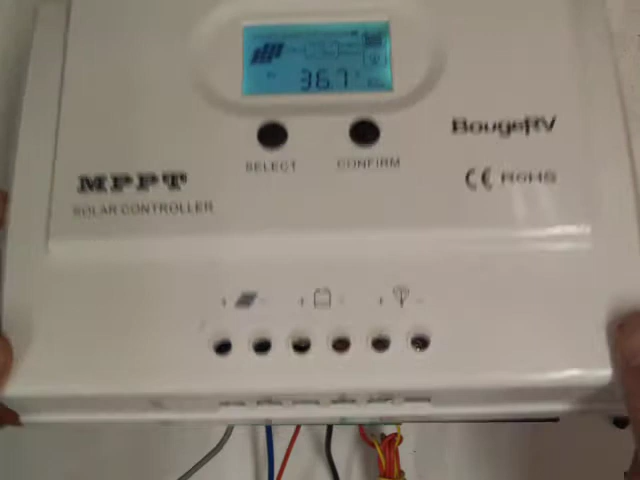 36.7
SELECT
CONFIRM
BougeRV
MPPT
SOLAR CONTROLLER
CE RoHS
+ -
+ -
+ -